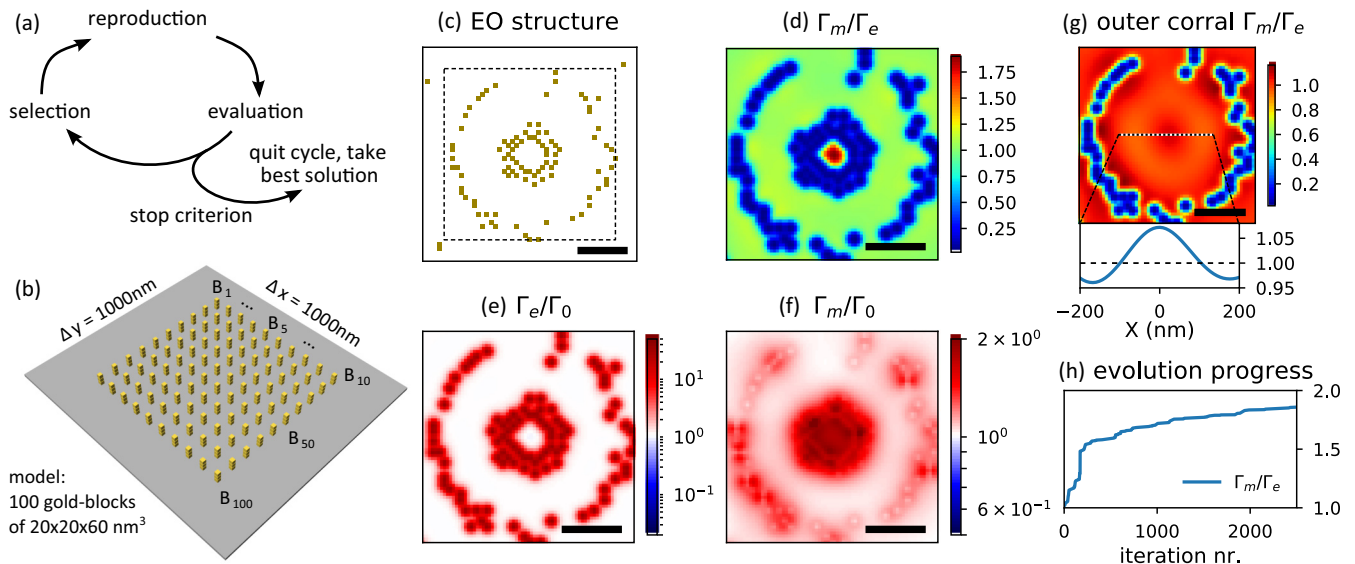 (a)
reproduction
selection
evaluation
quit cycle, take
best solution
stop criterion
(b)
Δy = 1000nm
Δx = 1000nm
B1
...
B5
...
B10
B50
B100
model:
100 gold-blocks
of 20x20x60 nm³
(c) EO structure
(d) Γm/Γe
1.75
1.50
1.25
1.00
0.75
0.50
0.25
(e) Γe/Γ0
10¹
10⁰
10⁻¹
(f) Γm/Γ0
2 × 10⁰
10⁰
6 × 10⁻¹
(g) outer corral Γm/Γe
1.0
0.8
0.6
0.4
0.2
1.05
1.00
0.95
−200 0 200
X (nm)
(h) evolution progress
2.0
1.5
1.0
Γm/Γe
0 1000 2000
iteration nr.